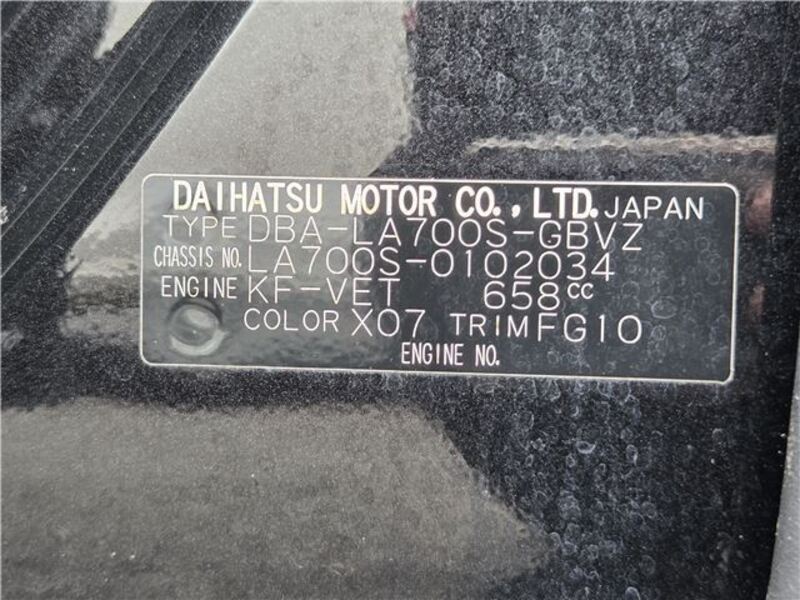 DAIHATSU MOTOR CO., LTD. JAPAN
TYPE DBA-LA700S-GBVZ
CHASSIS NO. LA700S-0102034
ENGINE KF-VET 658cc
COLOR X07 TRIM FG10
ENGINE NO.